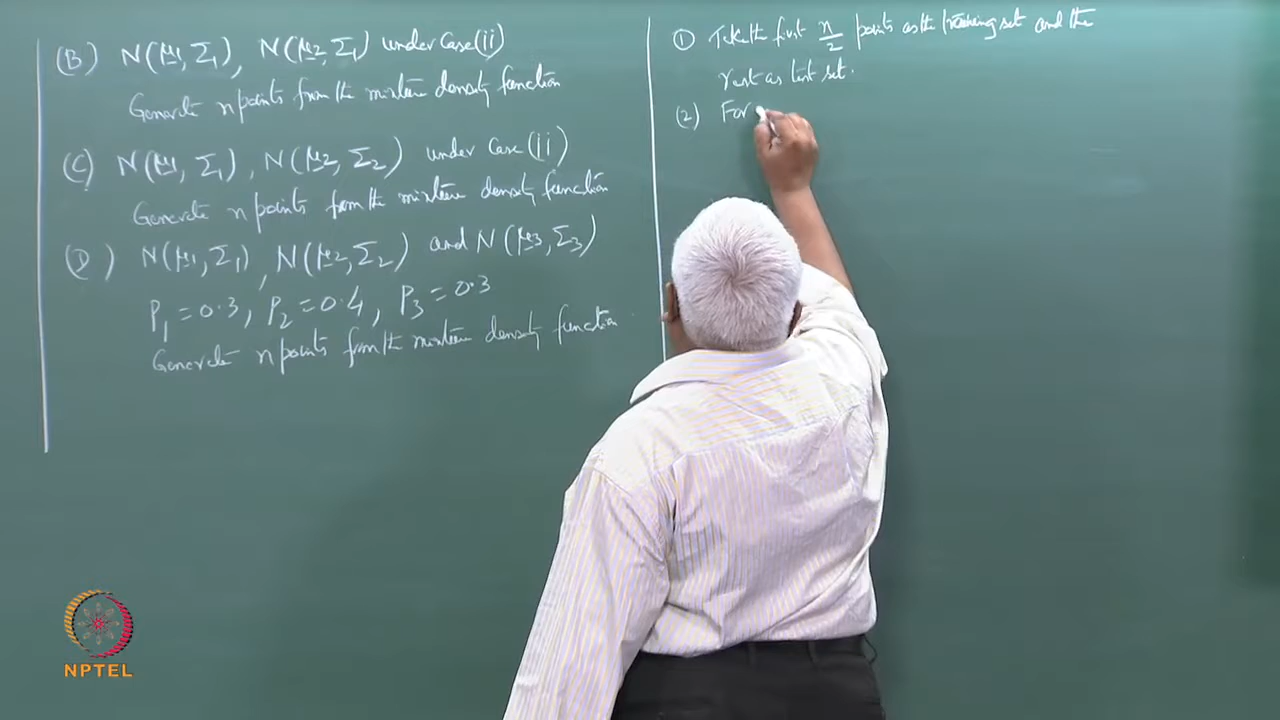 (B) N(μ1, Σ1), N(μ2, Σ1) under Case (ii)
Generate n points from the mixture density function
(C) N(μ1, Σ1), N(μ2, Σ2) under Case (ii)
Generate n points from the mixture density function
(D) N(μ1, Σ1), N(μ2, Σ2) and N(μ3, Σ3)
P1 = 0.3, P2 = 0.4, P3 = 0.3
Generate n points from the mixture density function.
(1) Take the first n/2 points as the training set and the
rest as test set.
(2) For
NPTEL